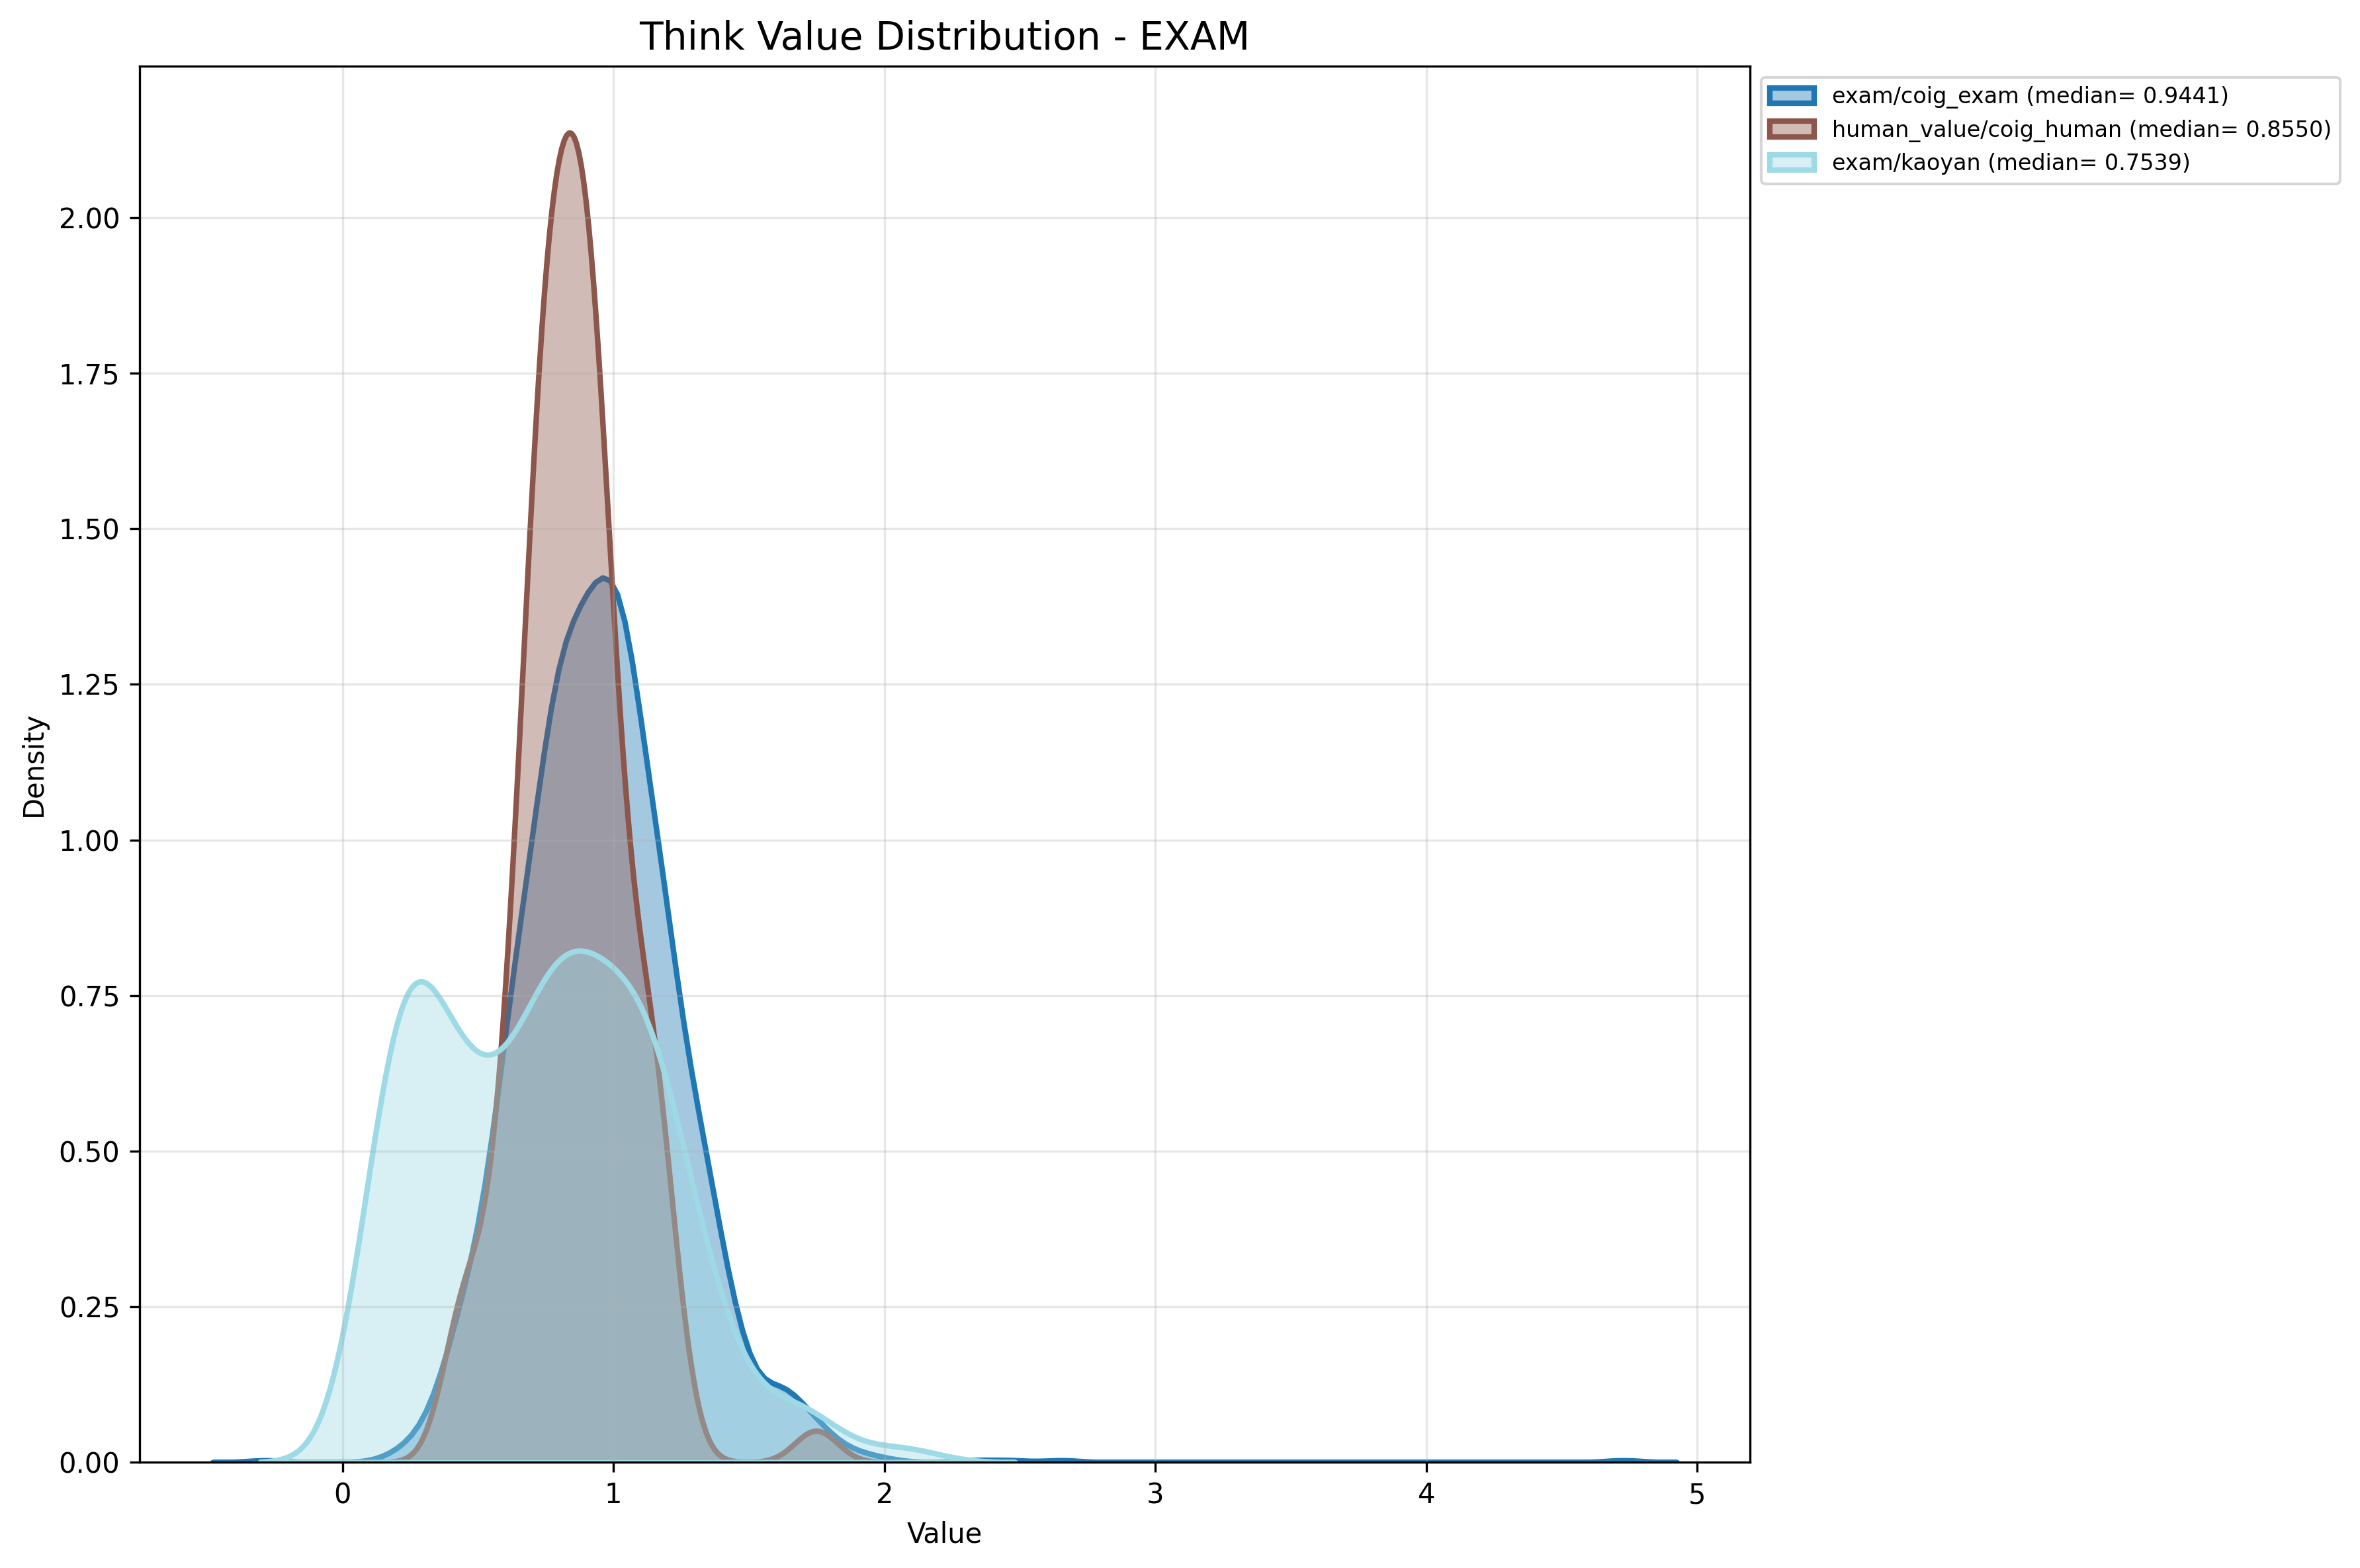 Think Value Distribution - EXAM
exam/coig_exam (median= 0.9441)
human_value/coig_human (median= 0.8550)
exam/kaoyan (median= 0.7539)
2.00
1.75
1.50
1.25
1.00
0.75
0.50
0.25
0.00
Density
0 1 2 3 4 5
Value